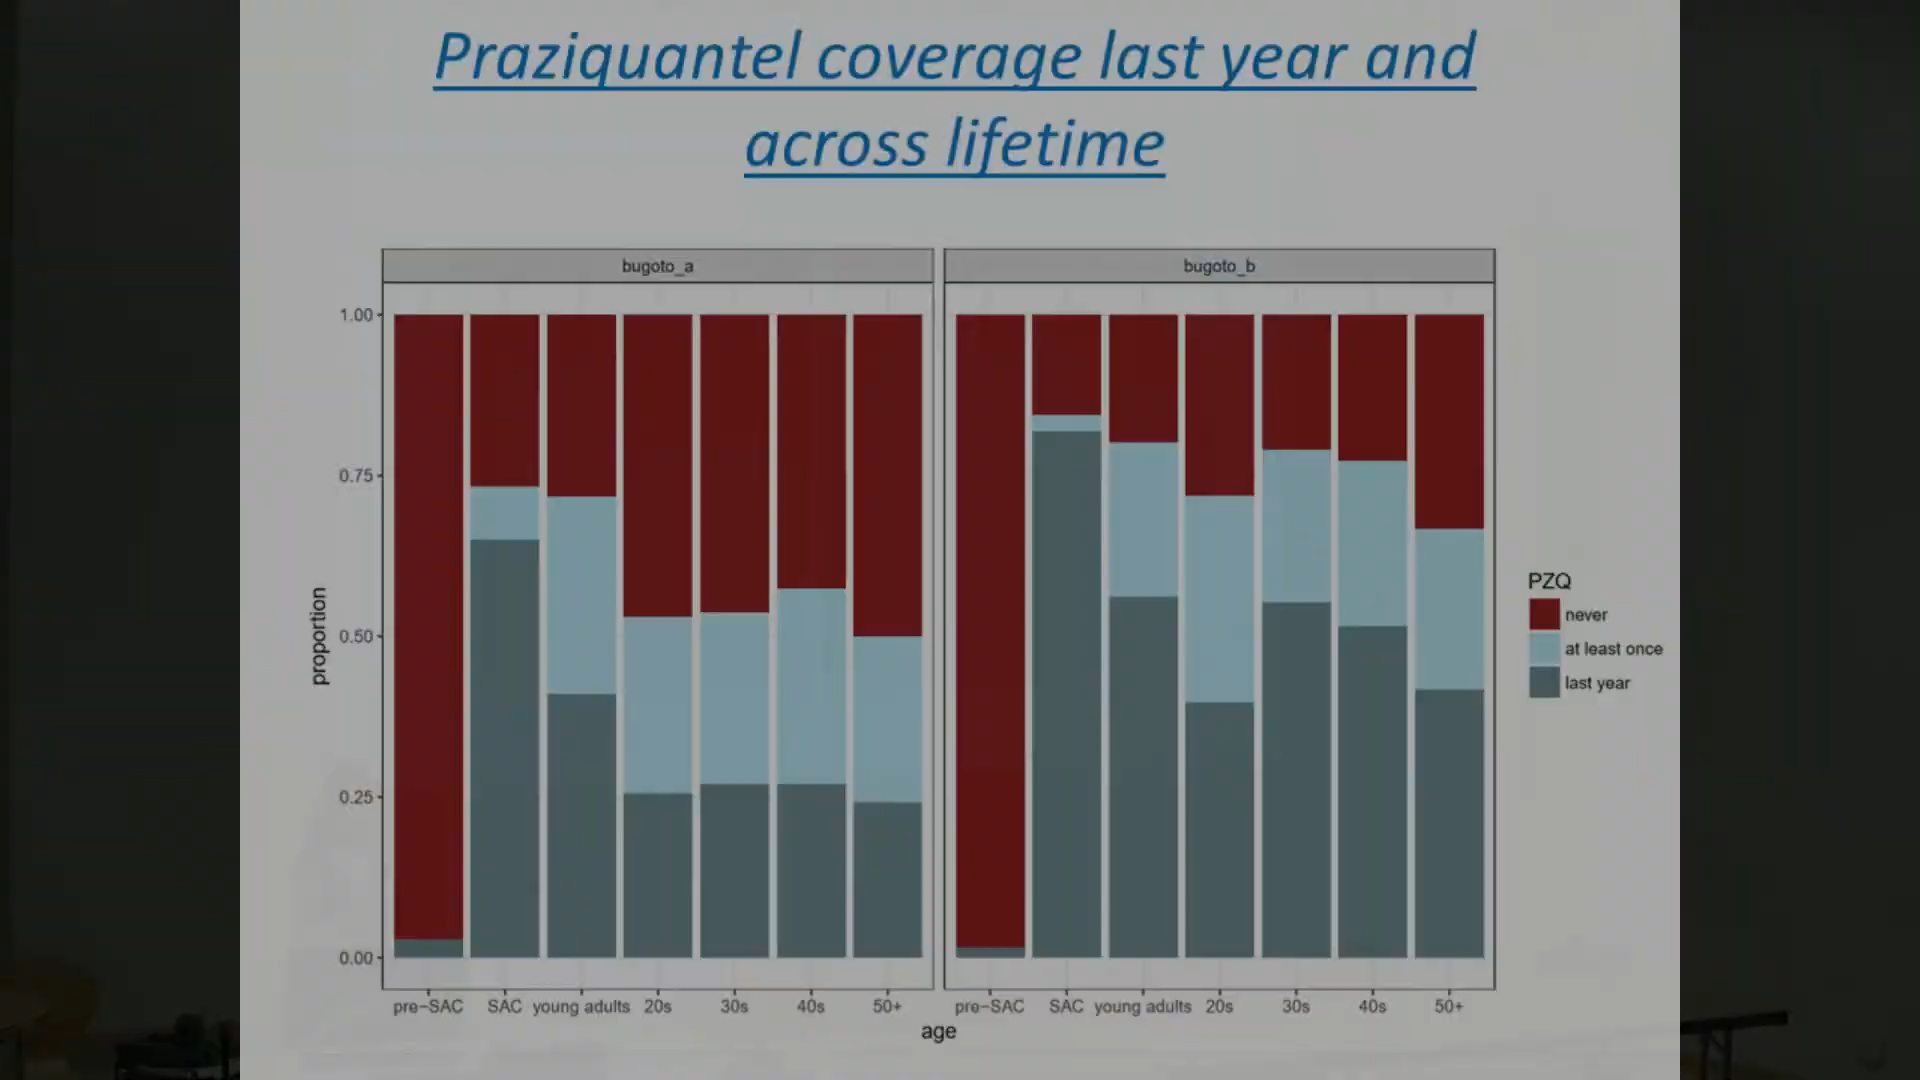 Praziquantel coverage last year and
across lifetime
bugoto_a
bugoto_b
1.00
0.75
0.50
0.25
0.00
proportion
pre-SAC SAC young adults 20s 30s 40s 50+
pre-SAC SAC young adults 20s 30s 40s 50+
age
PZQ
never
at least once
last year